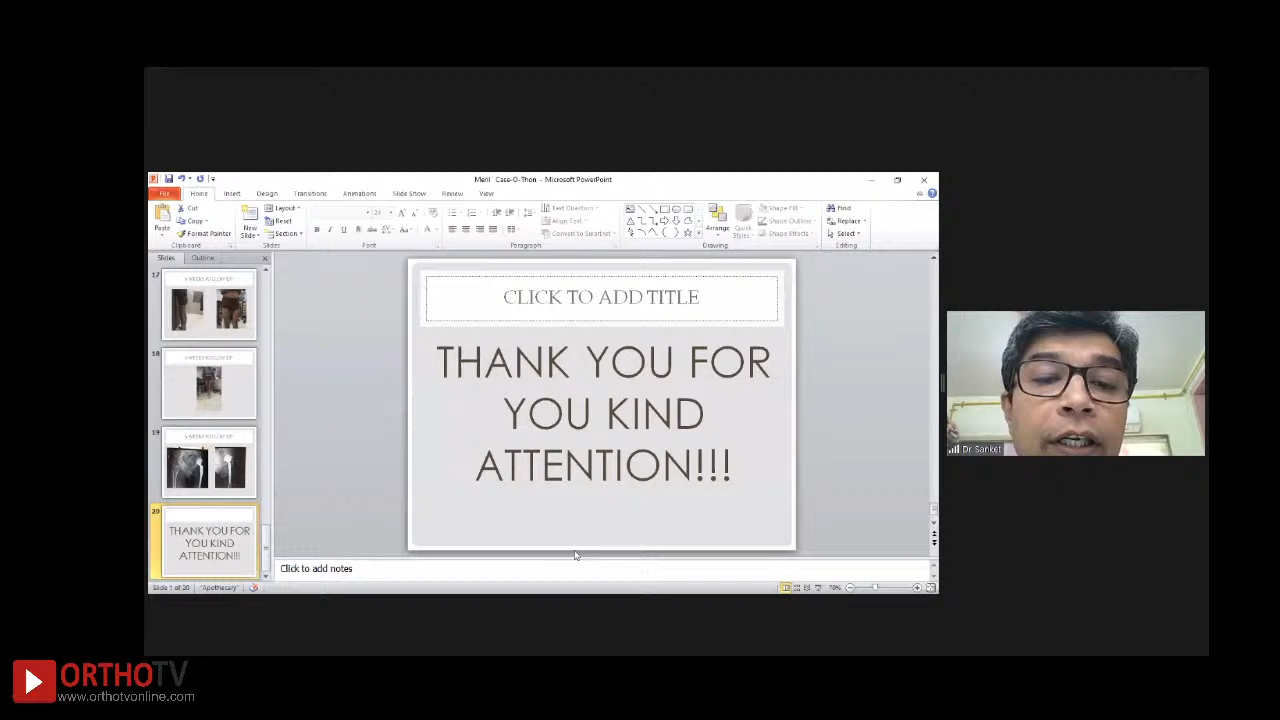 Meril Case-O-Thon - Microsoft PowerPoint
File Home Insert Design Transitions Animations Slide Show Review View
Paste
Cut
Copy
Format Painter
Clipboard
New
Slide
Layout
Reset
Section
Slides
24
Font
Text Direction
Align Text
Convert to SmartArt
Paragraph
Arrange
Quick
Styles
Shape Fill
Shape Outline
Shape Effects
Drawing
Find
Replace
Select
Editing
Slides Outline
17
18
19
20
THANK YOU FOR
YOU KIND
ATTENTION!!!
CLICK TO ADD TITLE
THANK YOU FOR
YOU KIND
ATTENTION!!!
Click to add notes
Slide 1 of 20 "Apothecary"
70%
Dr Sanket
ORTHOTV
www.orthotvonline.com